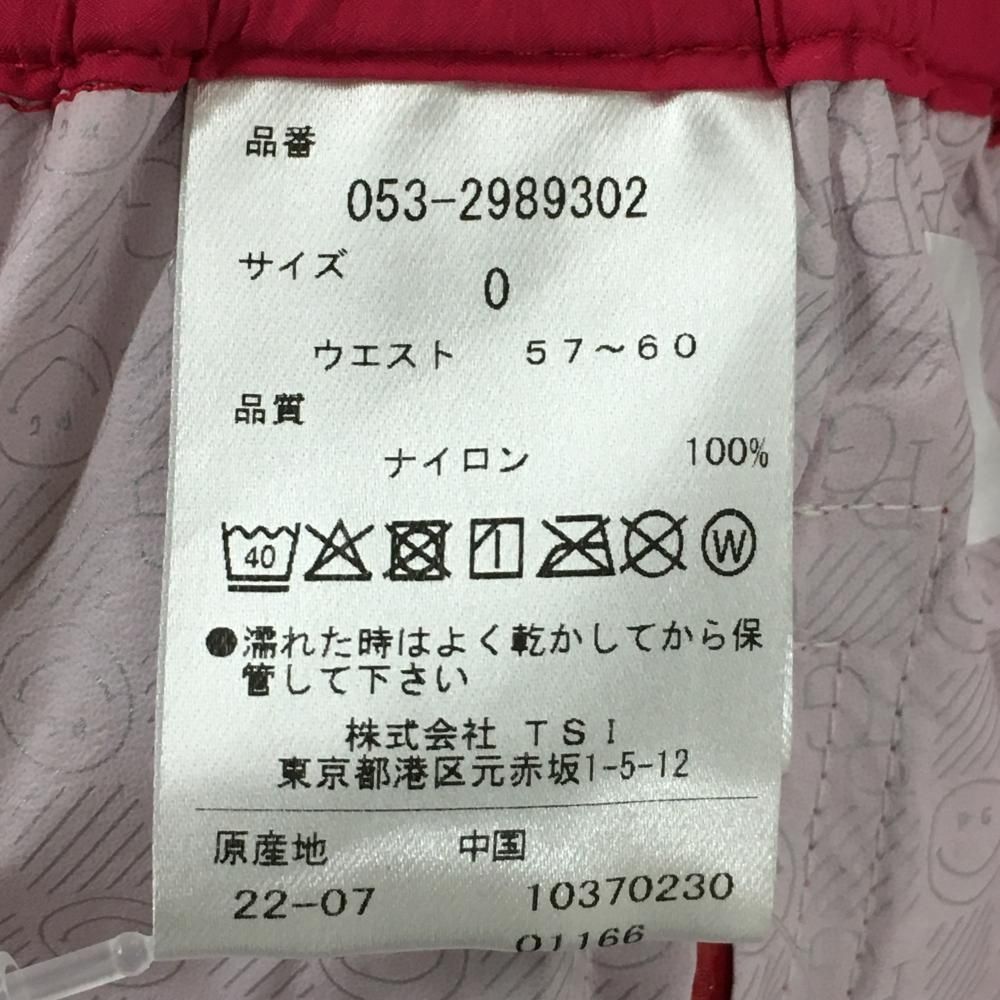 品番
053-2989302
サイズ
0
ウエスト 57～60
品質
ナイロン 100%
40 W
●濡れた時はよく乾かしてから保
管して下さい
株式会社 TSI
東京都港区元赤坂1-5-12
原産地 中国
22-07 10370230
01166